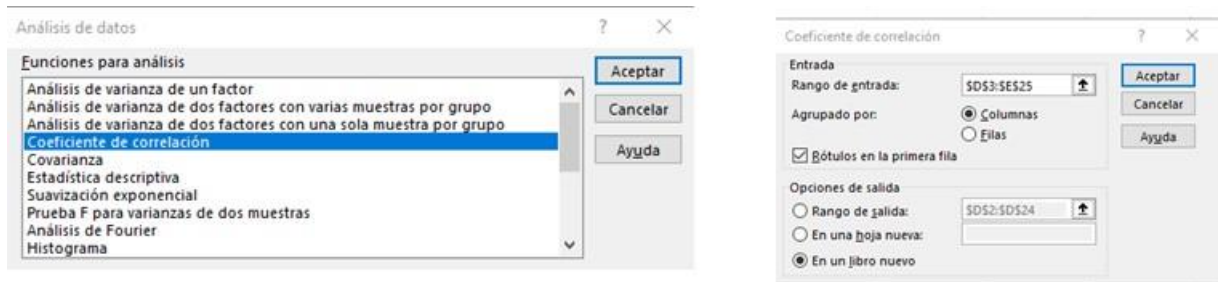 Análisis de datos
Funciones para análisis
Análisis de varianza de un factor
Análisis de varianza de dos factores con varias muestras por grupo
Análisis de varianza de dos factores con una sola muestra por grupo
Coeficiente de correlación
Covarianza
Estadística descriptiva
Suavización exponencial
Prueba F para varianzas de dos muestras
Análisis de Fourier
Histograma
?
Aceptar
Cancelar
Ayuda
Coeficiente de correlación
?
Entrada
Rango de entrada: $D$3:$E$25
Agrupado por: Columnas
Filas
Rótulos en la primera fila
Opciones de salida
Rango de salida: $D$2:$D$24
En una hoja nueva:
En un libro nuevo
Aceptar
Cancelar
Ayuda